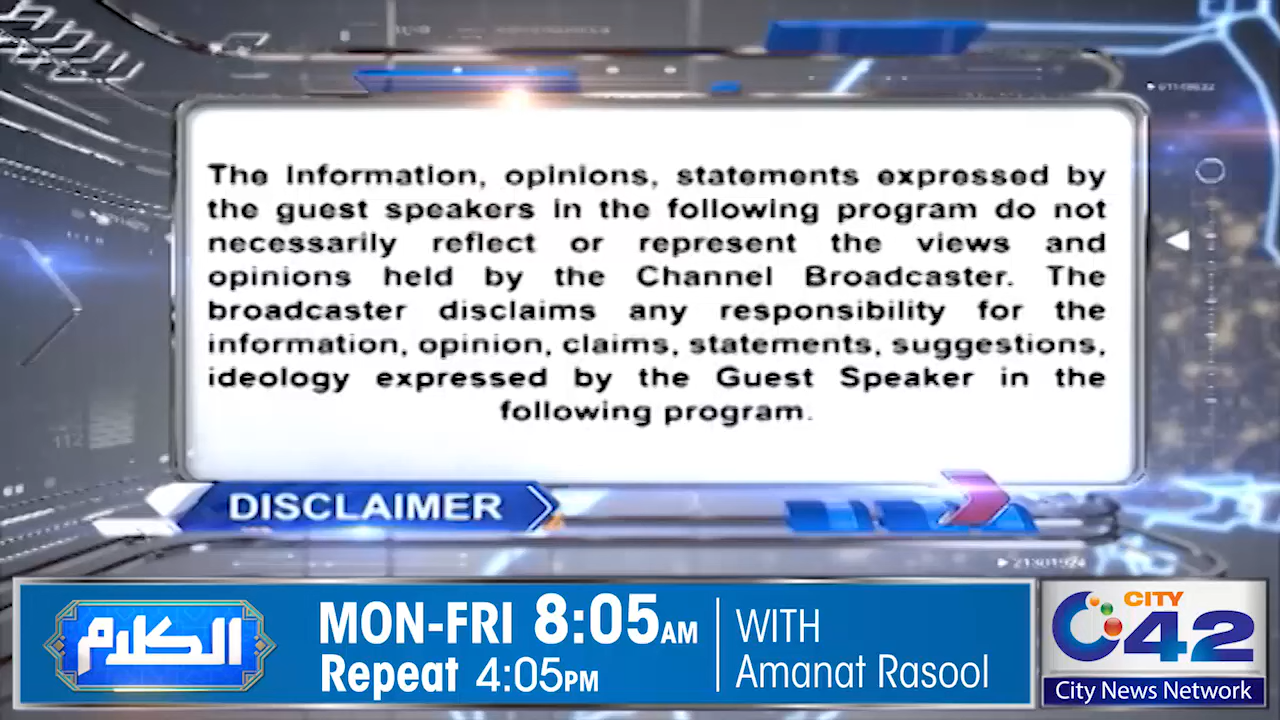 The information, opinions, statements expressed by
the guest speakers in the following program do not
necessarily reflect or represent the views and
opinions held by the Channel Broadcaster. The
broadcaster disclaims any responsibility for the
information, opinion, claims, statements, suggestions,
ideology expressed by the Guest Speaker in the
following program.
DISCLAIMER
21301924
112
الكلام
MON-FRI 8:05AM
Repeat 4:05PM
WITH
Amanat Rasool
CITY
42
City News Network